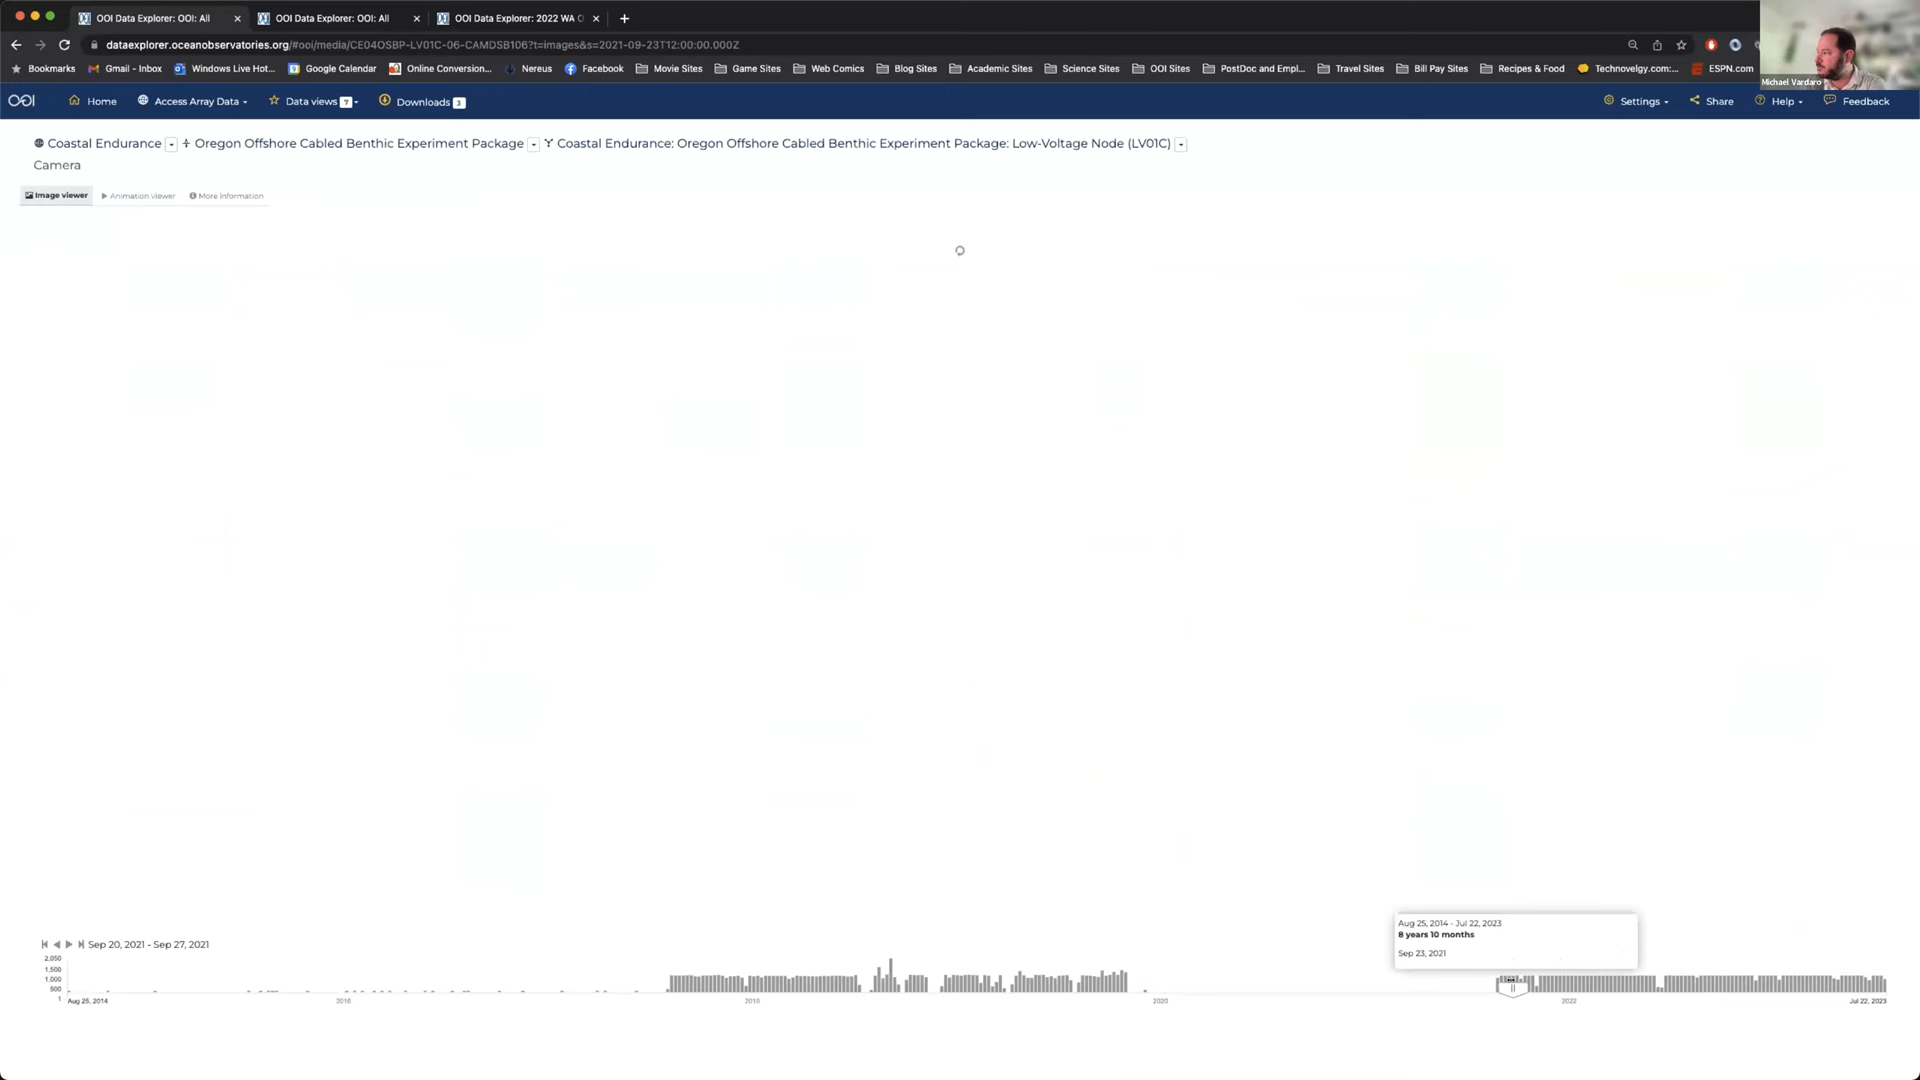 OOI Data Explorer: OOI: All
OOI Data Explorer: OOI: All
OOI Data Explorer: 2022 WA O
dataexplorer.oceanobservatories.org/#ooi/media/CE04OSBP-LV01C-06-CAMDSB106?t=images&s=2021-09-23T12:00:00.000Z
Bookmarks Gmail - Inbox Windows Live Hot... Google Calendar Online Conversion... Nereus Facebook Movie Sites Game Sites Web Comics Blog Sites Academic Sites Science Sites OOI Sites PostDoc and Empl... Travel Sites Bill Pay Sites Recipes & Food Technovelgy.com:... ESPN.com
Michael Vardaro
OOI Home Access Array Data Data views 7 Downloads 3 Settings Share Help Feedback
Coastal Endurance Oregon Offshore Cabled Benthic Experiment Package Coastal Endurance: Oregon Offshore Cabled Benthic Experiment Package: Low-Voltage Node (LV01C)
Camera
Image viewer Animation viewer More information
Aug 25, 2014 - Jul 22, 2023
8 years 10 months
Sep 23, 2021
Sep 20, 2021 - Sep 27, 2021
2,050
1,500
1,000
500
1
Aug 25, 2014 2016 2018 2020 2022 Jul 22, 2023